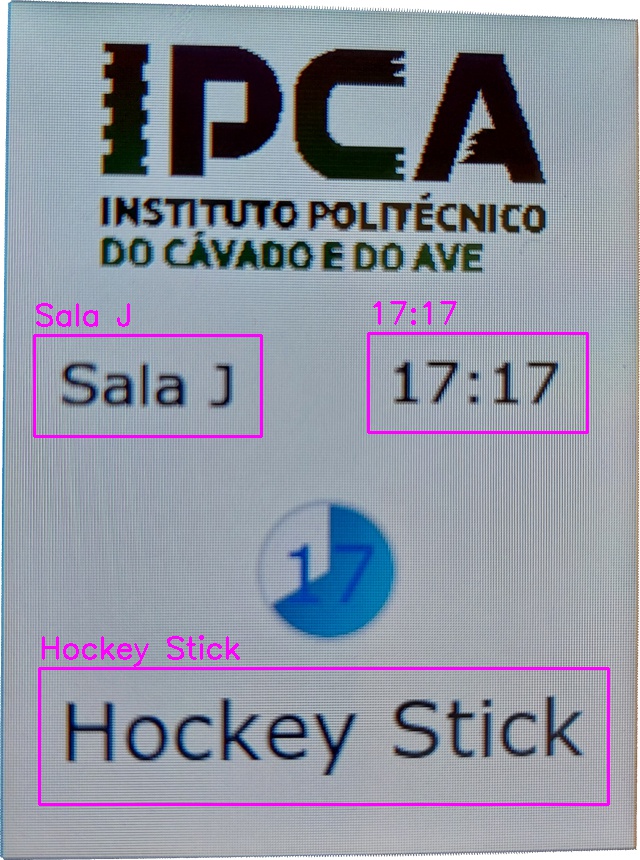 IPCA
INSTITUTO POLITÉCNICO
DO CÁVADO E DO AVE
Sala J
17:17
Sala J
17:17
17
Hockey Stick
Hockey Stick